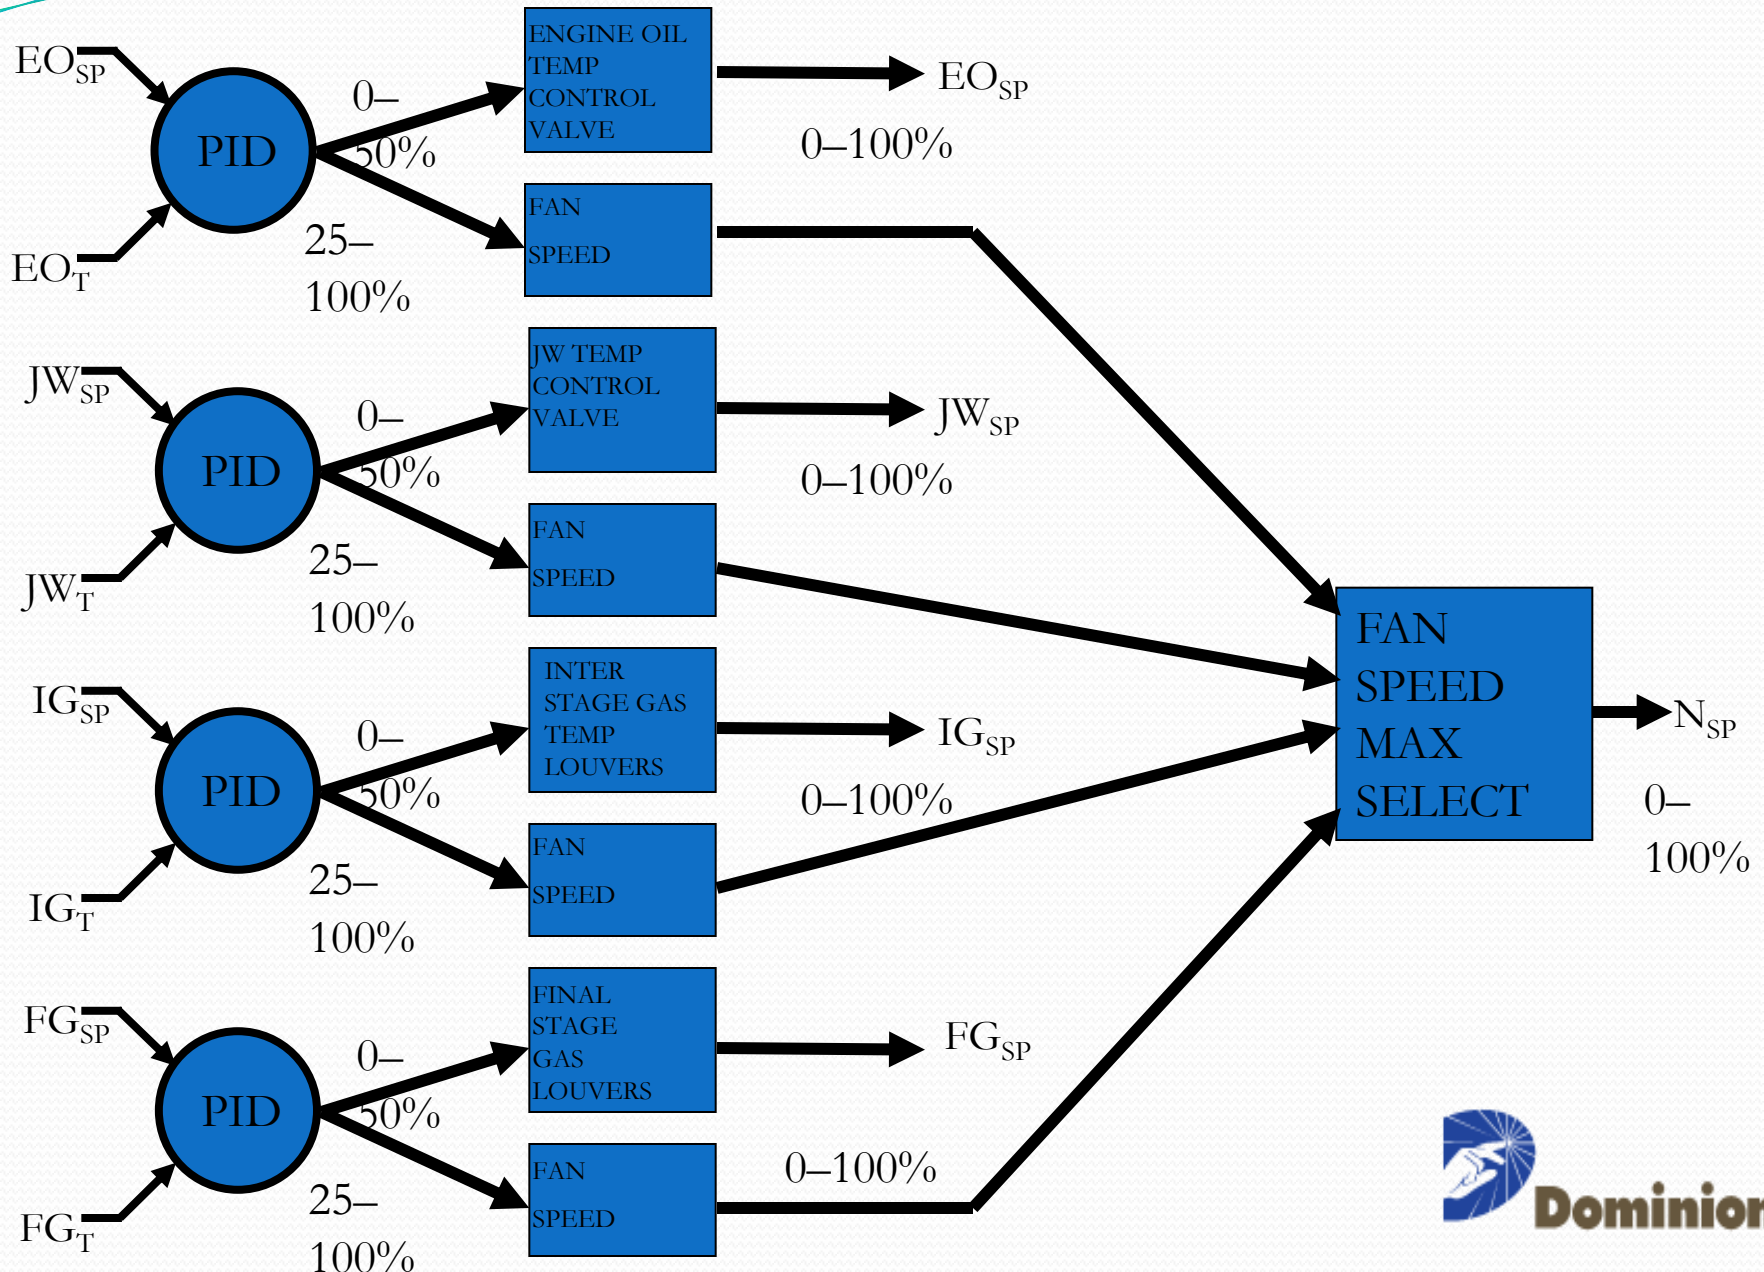 EOSP
PID
EOT
0–
50%
25–
100%
ENGINE OIL
TEMP
CONTROL
VALVE
EOSP
0–100%
FAN
SPEED
JWSP
PID
JWT
0–
50%
25–
100%
JW TEMP
CONTROL
VALVE
JWSP
0–100%
FAN
SPEED
IGSP
PID
IGT
0–
50%
25–
100%
INTER
STAGE GAS
TEMP
LOUVERS
IGSP
0–100%
FAN
SPEED
FGSP
PID
FGT
0–
50%
25–
100%
FINAL
STAGE
GAS
LOUVERS
FGSP
FAN
SPEED
0–100%
FAN
SPEED
MAX
SELECT
NSP
0–
100%
Dominion